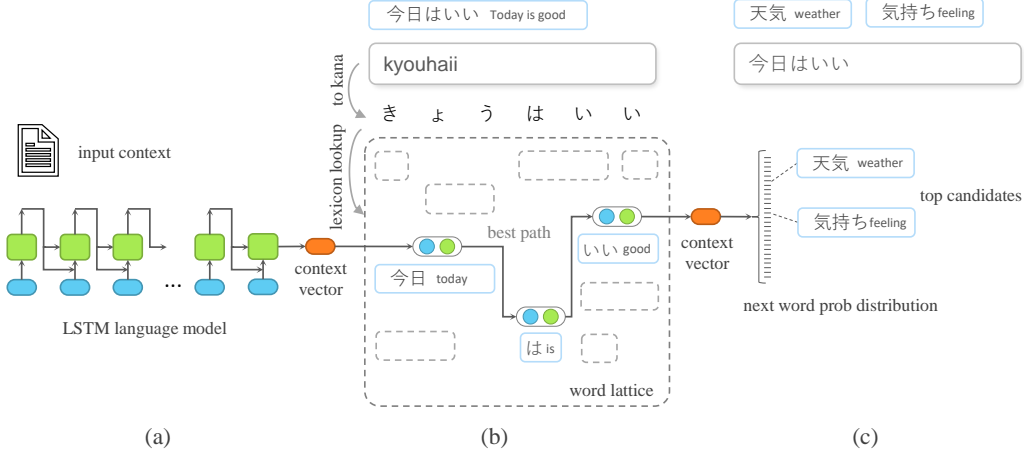 今日はいい Today is good
kyouhaii
to kana
きょうはいい
lexicon lookup
input context
LSTM language model
...
context
vector
best path
今日 today
は is
いい good
word lattice
天気 weather
気持ち feeling
今日はいい
context
vector
天気 weather
気持ち feeling
top candidates
next word prob distribution
(a)
(b)
(c)